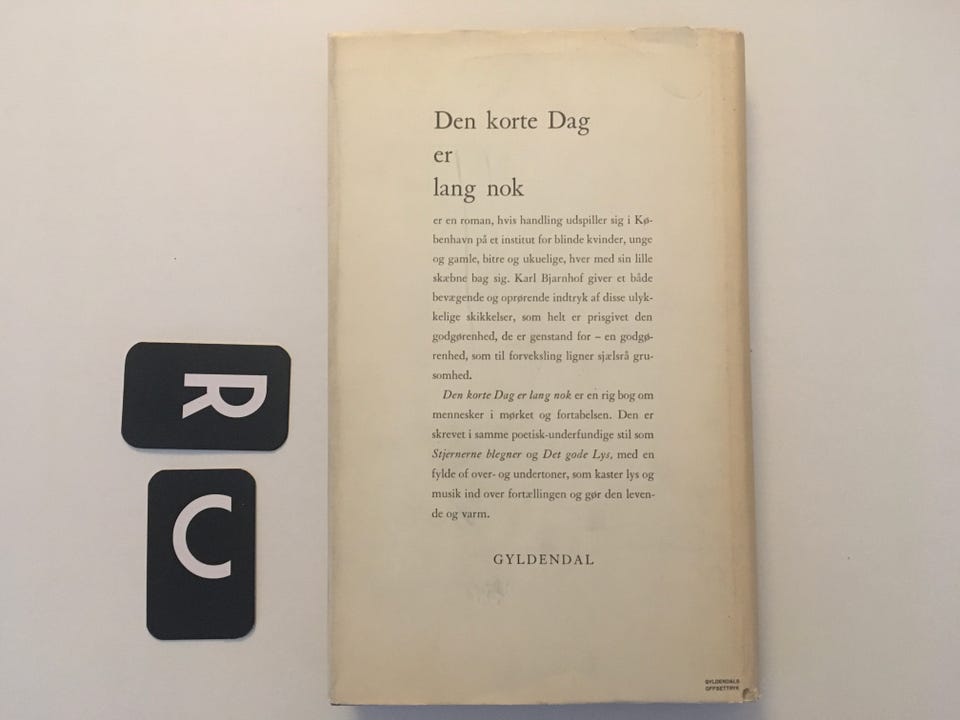 Den korte Dag
er
lang nok
er en roman, hvis handling udspiller sig i Kø-
benhavn på et institut for blinde kvinder, unge
og gamle, bitre og ukuelige, hver med sin lille
skæbne bag sig. Karl Bjarnhof giver et både
bevægende og oprørende indtryk af disse ulyk-
kelige skikkelser, som helt er prisgivet den
godgørenhed, de er genstand for – en godgø-
renhed, som til forveksling ligner sjælsrå gru-
somhed.
Den korte Dag er lang nok er en rig bog om
mennesker i mørket og fortabelsen. Den er
skrevet i samme poetisk-underfundige stil som
Stjernerne blegner og Det gode Lys, med en
fylde of over- og undertoner, som kaster lys og
musik ind over fortællingen og gør den leven-
de og varm.
GYLDENDAL
GYLDENDALS
OFFSETTRYK
R
C